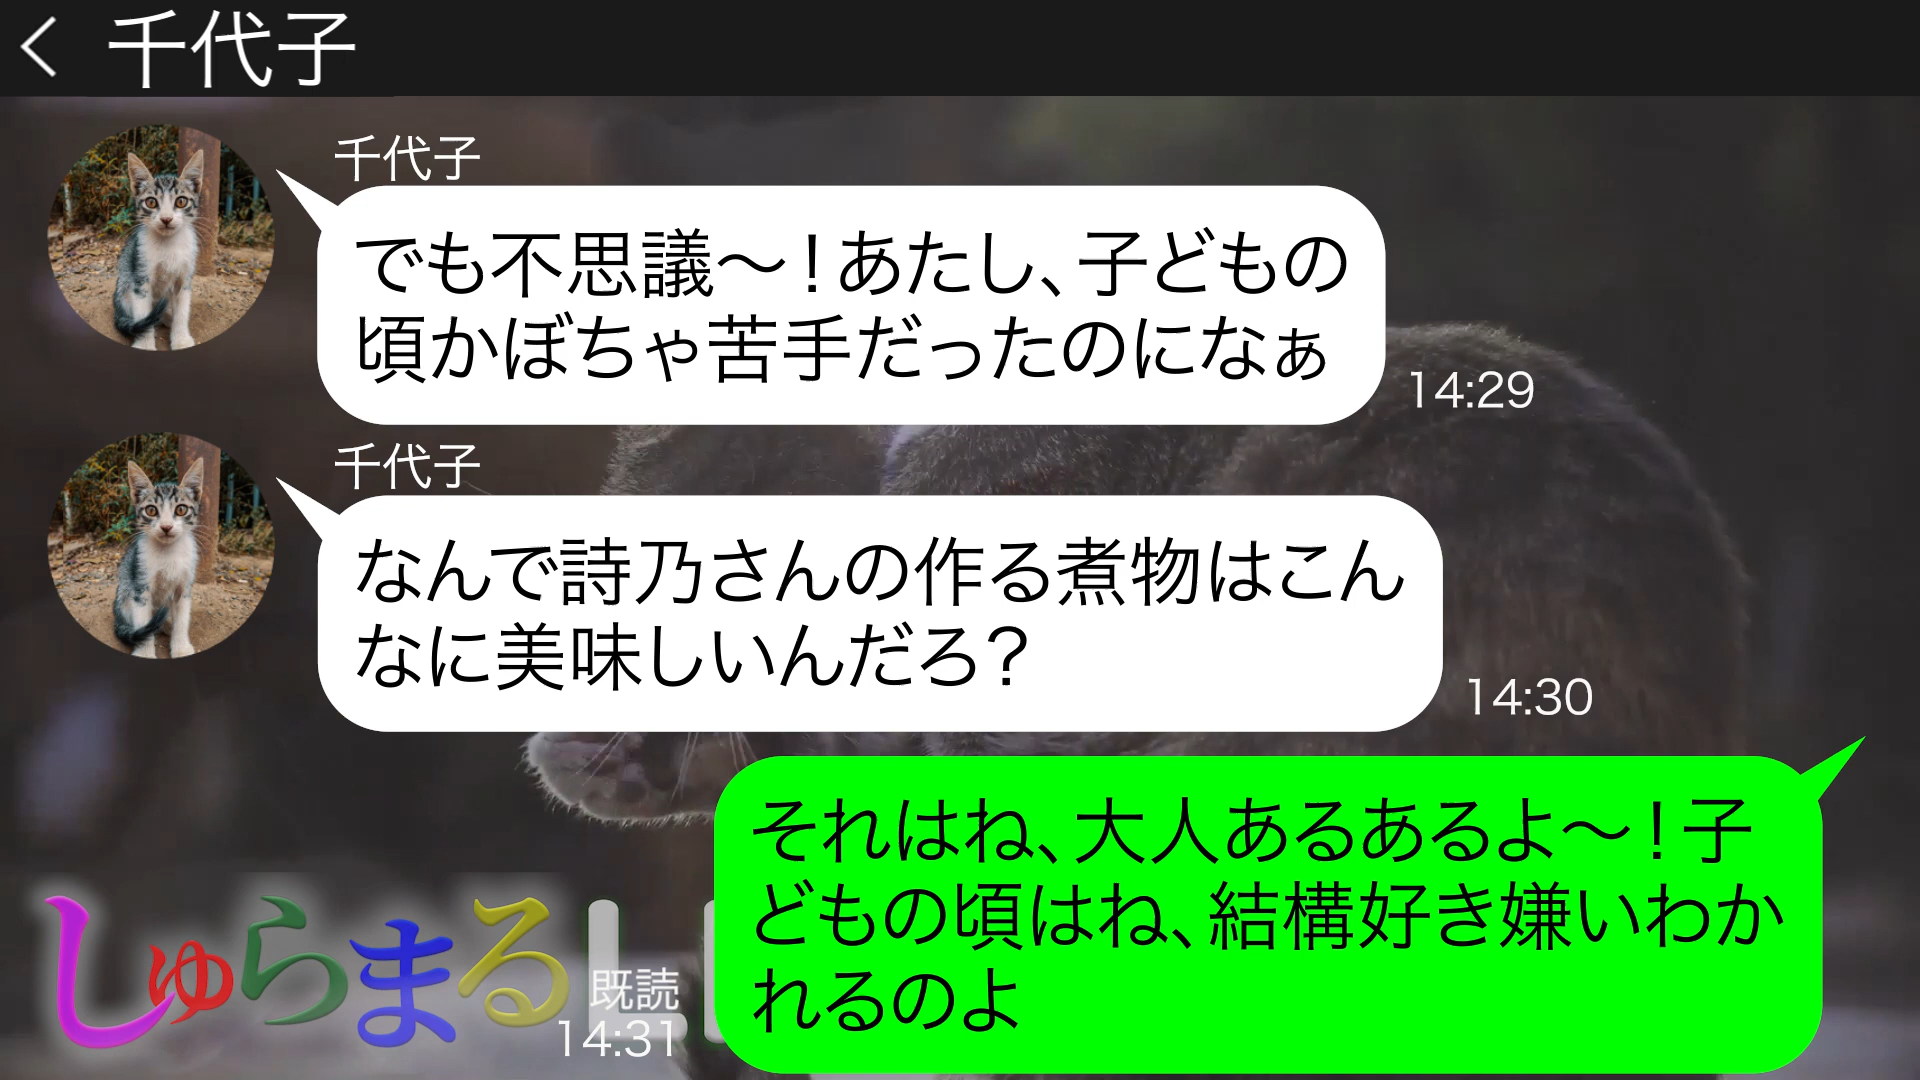 千代子
千代子
でも不思議〜！あたし、子どもの
頃かぼちゃ苦手だったのになぁ
14:29
千代子
なんで詩乃さんの作る煮物はこん
なに美味しいんだろ？
14:30
それはね、大人あるあるよ〜！子
どもの頃はね、結構好き嫌いわか
れるのよ
既読
14:31
しゅらまる